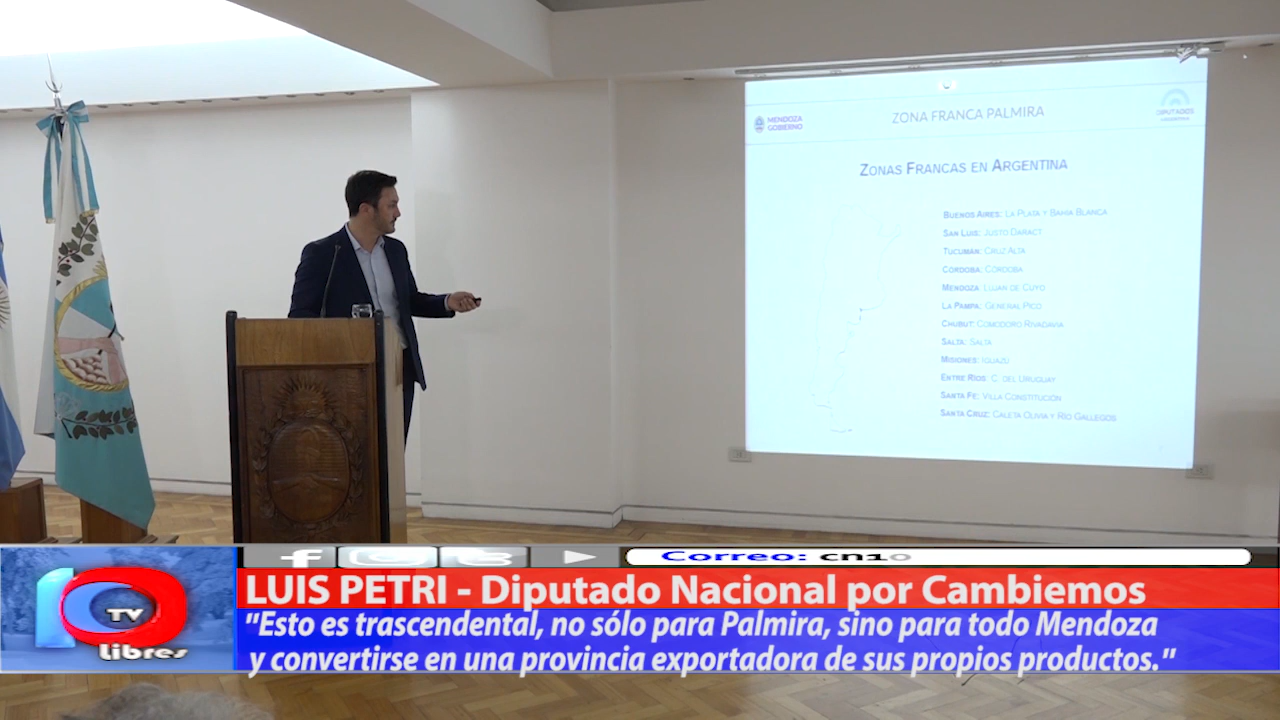 MENDOZA
GOBIERNO
ZONA FRANCA PALMIRA
DIPUTADOS
ZONAS FRANCAS EN ARGENTINA
BUENOS AIRES: LA PLATA Y BAHIA BLANCA
SAN LUIS: JUSTO DARACT
TUCUMAN: CRUZ ALTA
CORDOBA: CORDOBA
MENDOZA: LUJAN DE CUYO
LA PAMPA: GENERAL PICO
CHUBUT: COMODORO RIVADAVIA
SALTA: SALTA
MISIONES: IGUAZU
ENTRE RIOS: C. DEL URUGUAY
SANTA FE: VILLA CONSTITUCIÓN
SANTA CRUZ: CALETA OLIVIA Y RIO GALLEGOS
Correo: cn10
LUIS PETRI - Diputado Nacional por Cambiemos
"Esto es trascendental, no sólo para Palmira, sino para todo Mendoza
y convertirse en una provincia exportadora de sus propios productos."
10
TV
Libres